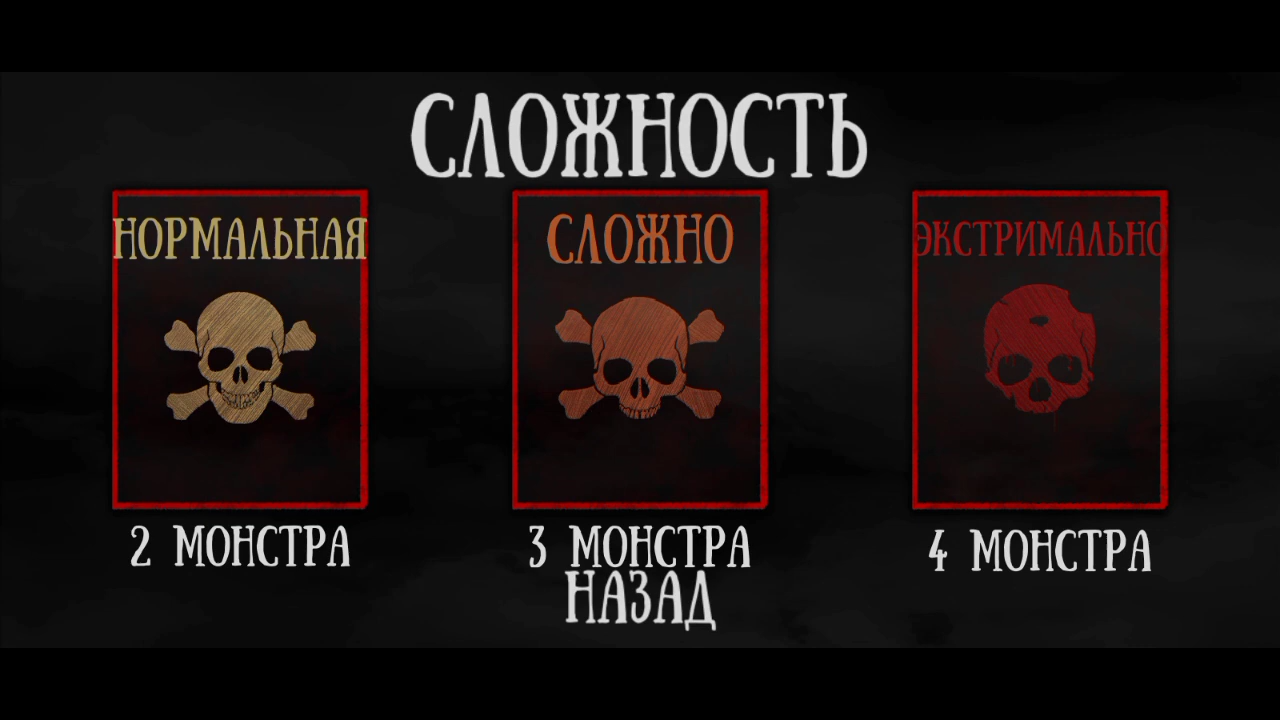 СЛОЖНОСТЬ
НОРМАЛЬНАЯ
СЛОЖНО
ЭКСТРИМАЛЬНО
2 МОНСТРА
3 МОНСТРА
4 МОНСТРА
НАЗАД